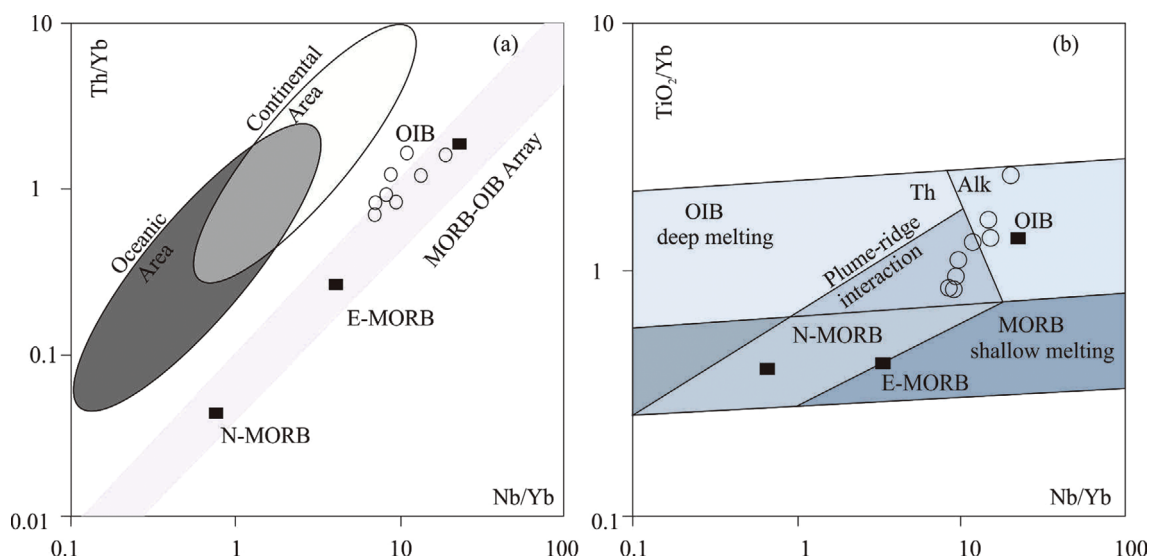 10
(a)
Th/Yb
Continental
Area
OIB
1
MORB-OIB Array
Oceanic
Area
E-MORB
0.1
N-MORB
Nb/Yb
0.01
0.1
1
10
100
10
(b)
TiO2/Yb
Th
Alk
OIB
deep melting
OIB
Plume-ridge
interaction
1
N-MORB
MORB
shallow melting
E-MORB
Nb/Yb
0.1
0.1
1
10
100